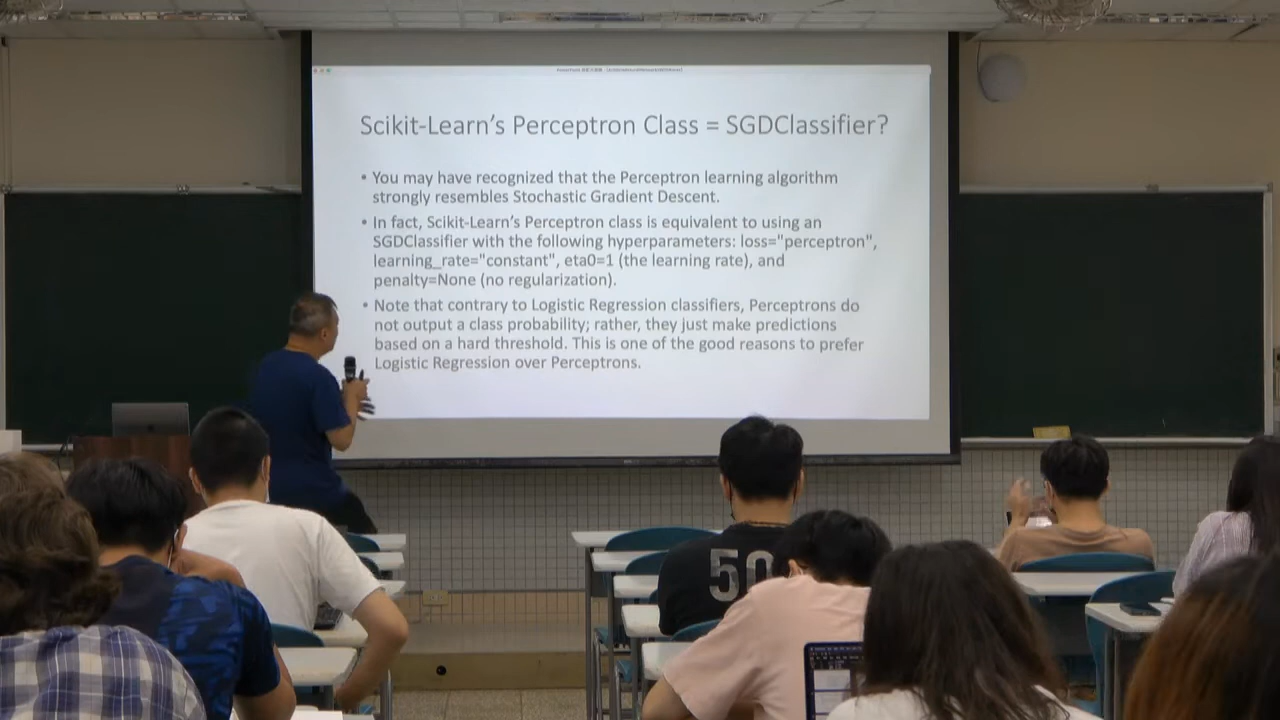 Scikit-Learn's Perceptron Class = SGDClassifier?
• You may have recognized that the Perceptron learning algorithm
strongly resembles Stochastic Gradient Descent.
• In fact, Scikit-Learn's Perceptron class is equivalent to using an
SGDClassifier with the following hyperparameters: loss="perceptron",
learning_rate="constant", eta0=1 (the learning rate), and
penalty=None (no regularization).
• Note that contrary to Logistic Regression classifiers, Perceptrons do
not output a class probability; rather, they just make predictions
based on a hard threshold. This is one of the good reasons to prefer
Logistic Regression over Perceptrons.
50